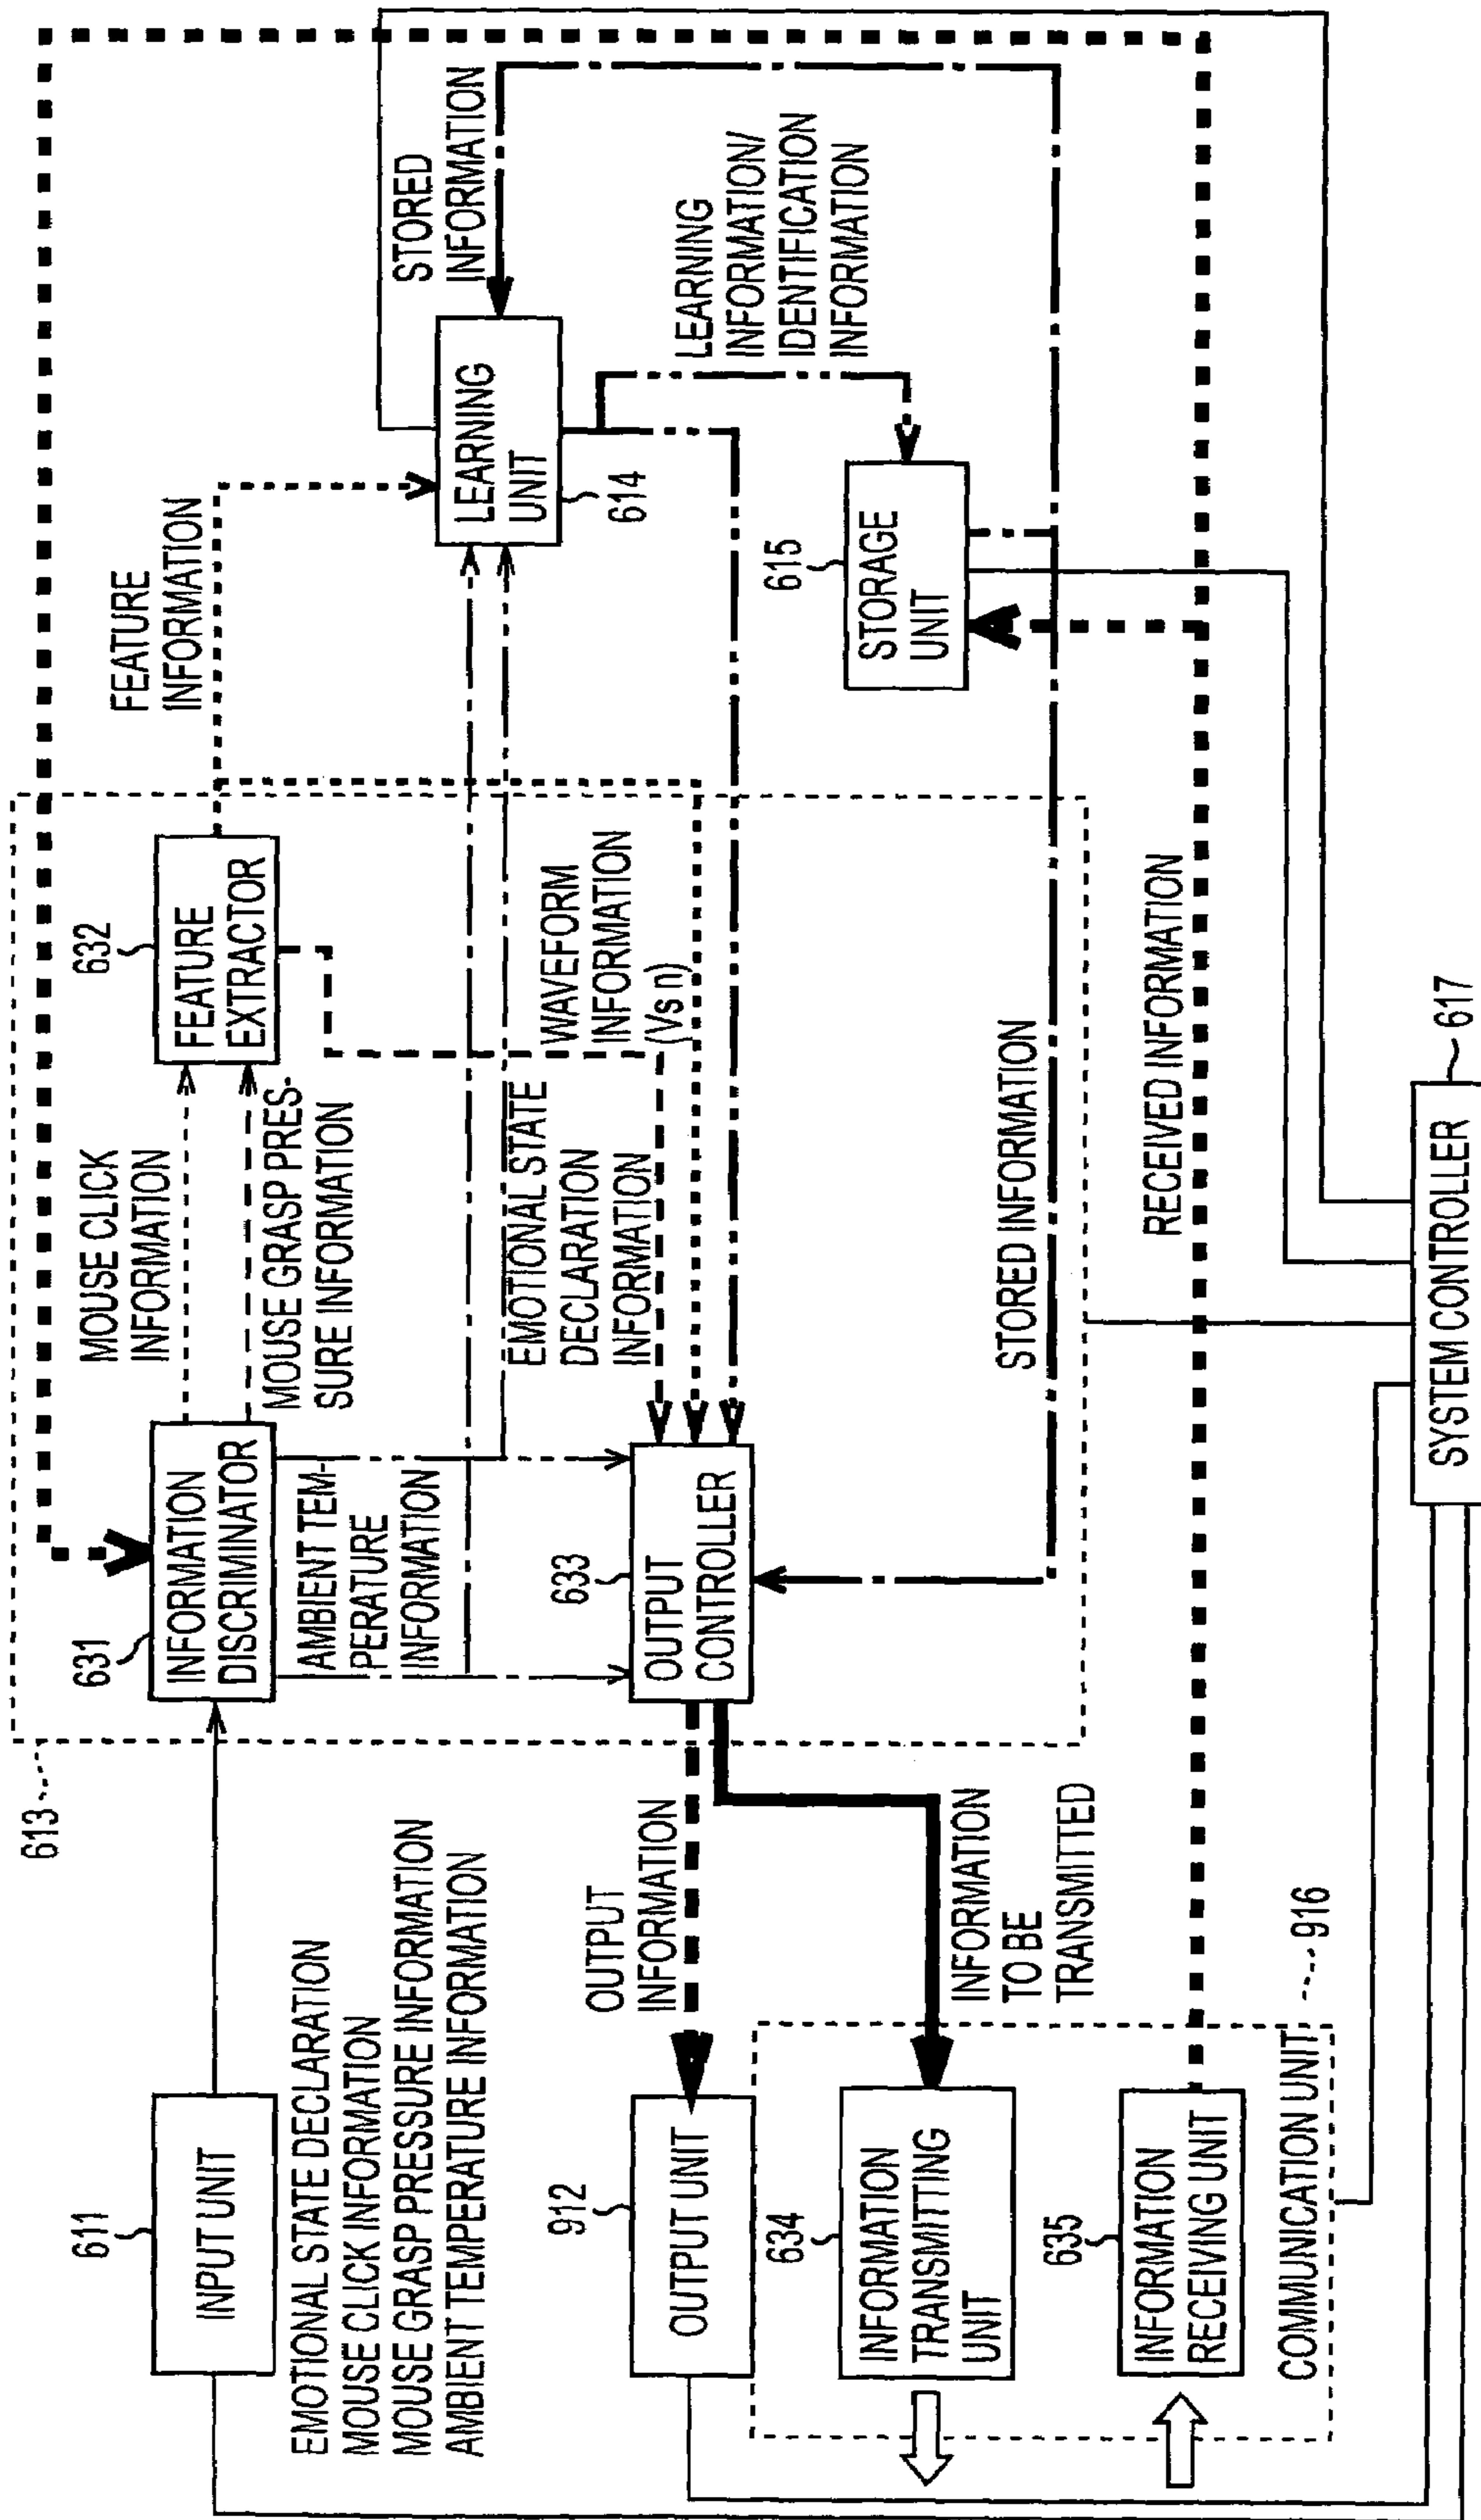 613
611
INPUT UNIT
EMOTIONAL STATE DECLARATION
MOUSE CLICK INFORMATION
MOUSE GRASP PRESSURE INFORMATION
AMBIENT TEMPERATURE INFORMATION
631
INFORMATION
DISCRIMINATOR
MOUSE CLICK
INFORMATION
MOUSE GRASP PRES-
SURE INFORMATION
632
FEATURE
EXTRACTOR
FEATURE
INFORMATION
AMBIENT TEM-
PERATURE
INFORMATION
EMOTIONAL STATE
DECLARATION
INFORMATION
WAVEFORM
INFORMATION
(Vsn)
LEARNING
UNIT
614
STORED
INFORMATION
LEARNING
INFORMATION/
IDENTIFICATION
INFORMATION
633
OUTPUT
CONTROLLER
OUTPUT
INFORMATION
912
OUTPUT UNIT
615
STORAGE
UNIT
634
INFORMATION
TRANSMITTING
UNIT
INFORMATION
TO BE
TRANSMITTED
STORED INFORMATION
635
INFORMATION
RECEIVING UNIT
RECEIVED INFORMATION
COMMUNICATION UNIT
916
SYSTEM CONTROLLER
617